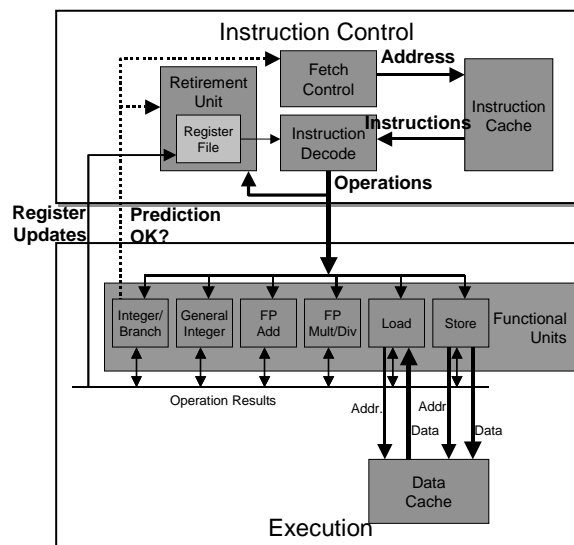 Instruction Control
Address
Fetch
Control
Retirement
Unit
Instruction
Cache
Register
File
Instruction
Decode
Instructions
Operations
Register
Updates
Prediction
OK?
Integer/
Branch
General
Integer
FP
Add
FP
Mult/Div
Load
Store
Functional
Units
Operation Results
Addr.
Addr
Data
Data
Data
Cache
Execution